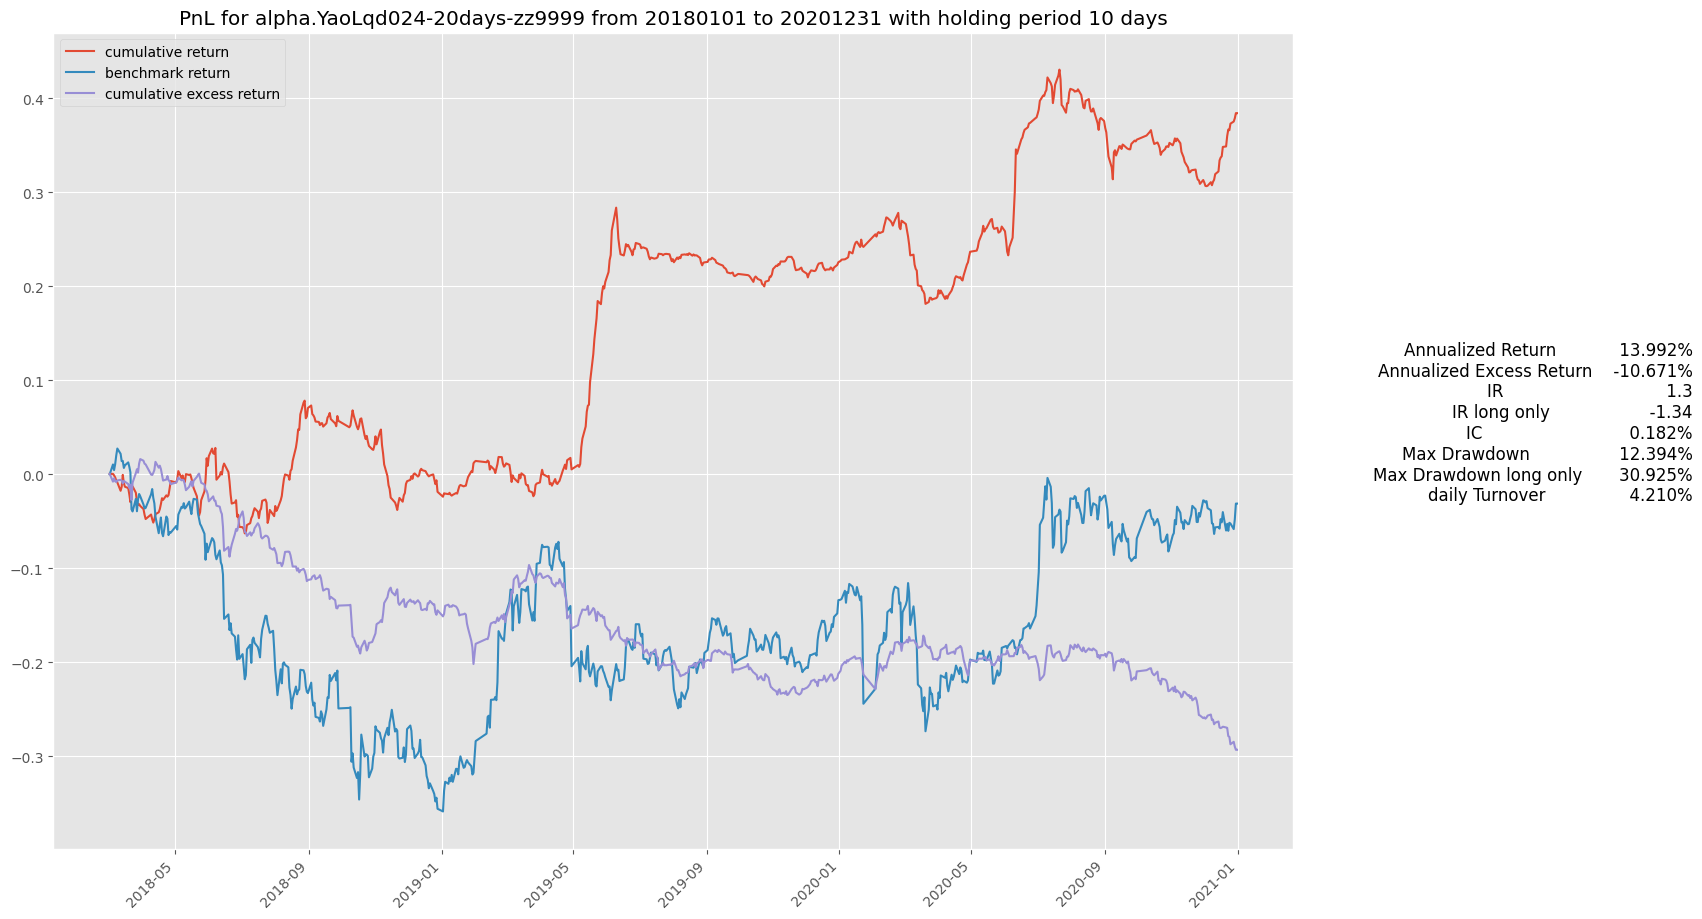 PnL for alpha.YaoLqd024-20days-zz9999 from 20180101 to 20201231 with holding period 10 days
cumulative return
benchmark return
cumulative excess return
0.4
0.3
0.2
0.1
0.0
−0.1
−0.2
−0.3
2018-05
2018-09
2019-01
2019-05
2019-09
2020-01
2020-05
2020-09
2021-01
Annualized Return 13.992%
Annualized Excess Return -10.671%
IR 1.3
IR long only -1.34
IC 0.182%
Max Drawdown 12.394%
Max Drawdown long only 30.925%
daily Turnover 4.210%